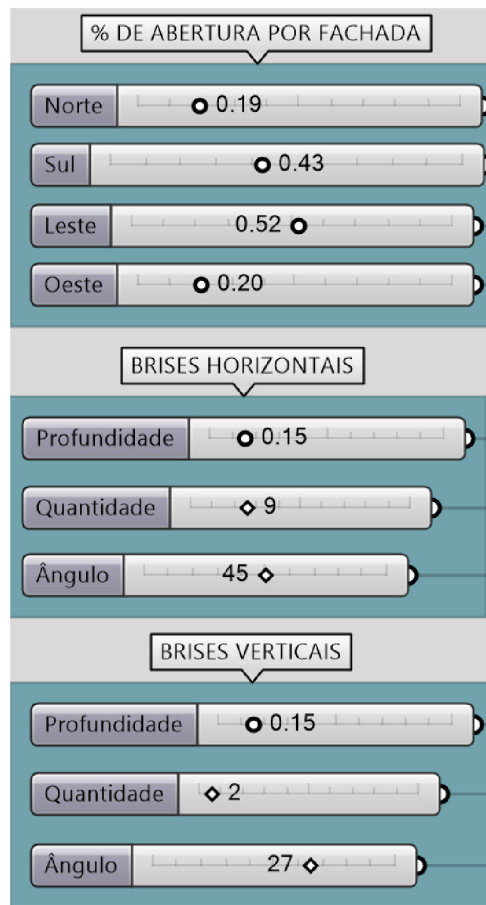 % DE ABERTURA POR FACHADA
Norte 0.19
Sul 0.43
Leste 0.52
Oeste 0.20
BRISES HORIZONTAIS
Profundidade 0.15
Quantidade 9
Ângulo 45
BRISES VERTICAIS
Profundidade 0.15
Quantidade 2
Ângulo 27